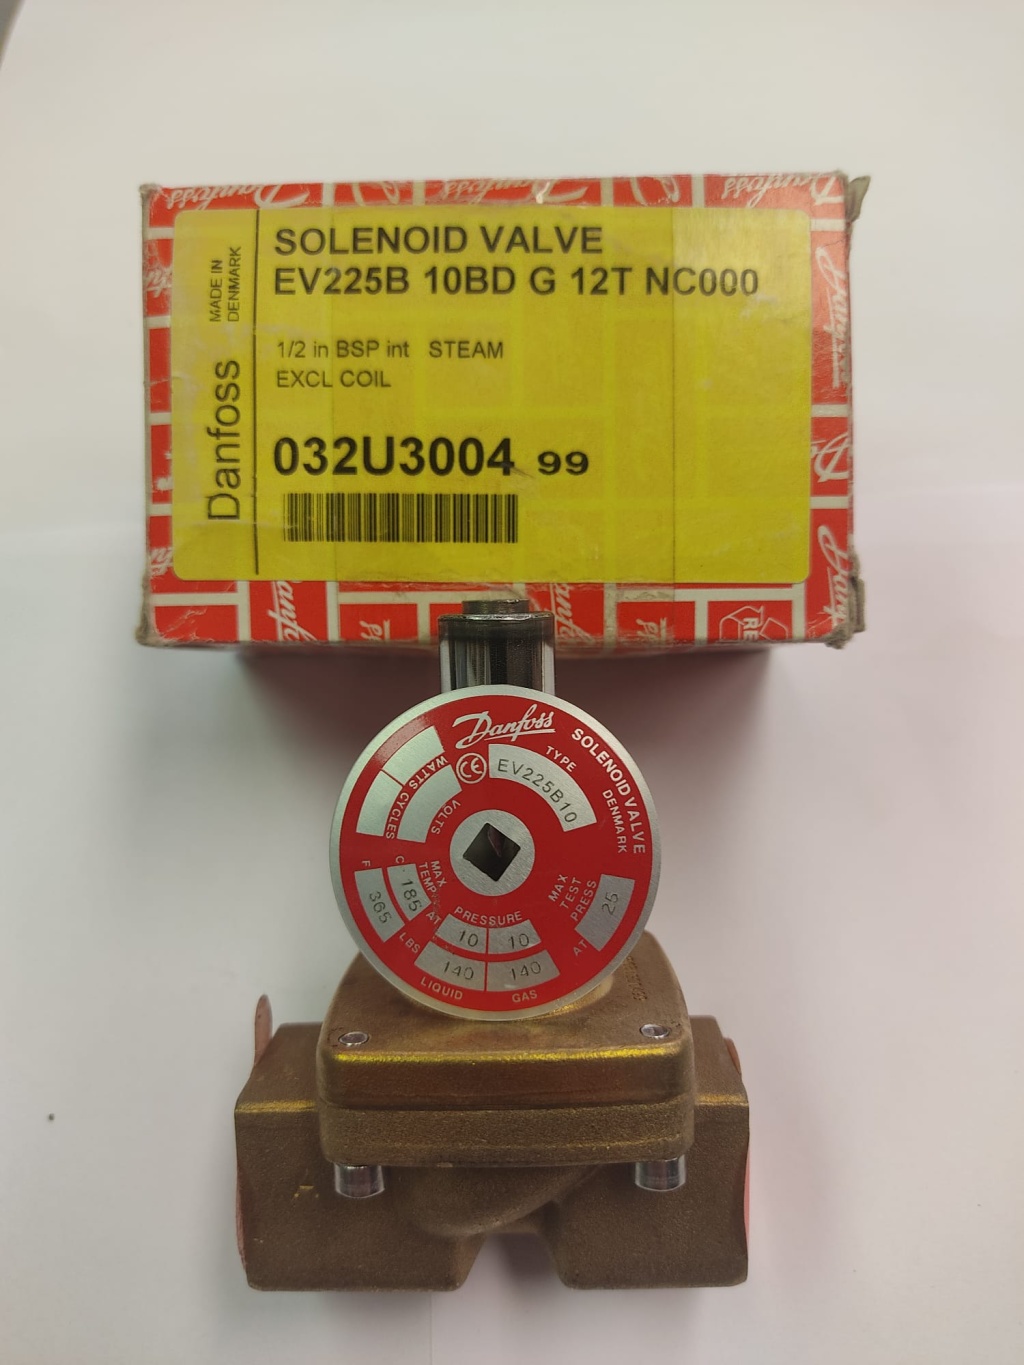 SOLENOID VALVE
EV225B 10BD G 12T NC000
1/2 in BSP int STEAM
EXCL COIL
032U3004 99
Danfoss
MADE IN
DENMARK
Danfoss
SOLENOID VALVE
DENMARK
TYPE
EV225B10
CE
WATTS CYCLES
VOLTS
C
F
MAX
TEMP
185
365
MAX
TEST
PRESS
25
AT
PRESSURE
AT
10
10
LBS
140
140
LIQUID
GAS